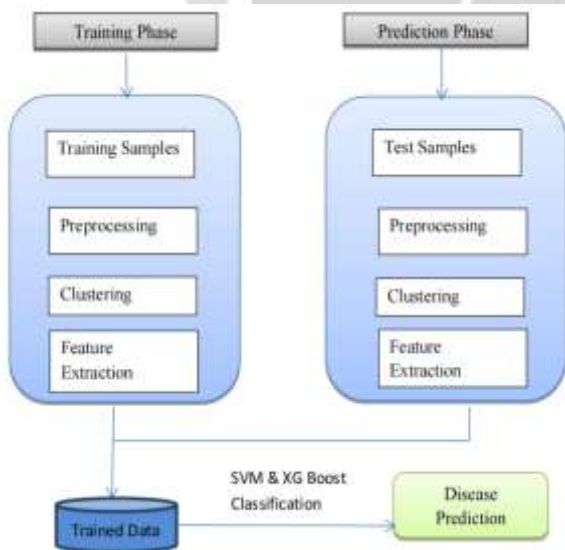 Training Phase
Prediction Phase
Training Samples
Preprocessing
Clustering
Feature
Extraction
Test Samples
Preprocessing
Clustering
Feature
Extraction
SVM & XG Boost
Classification
Trained Data
Disease
Prediction